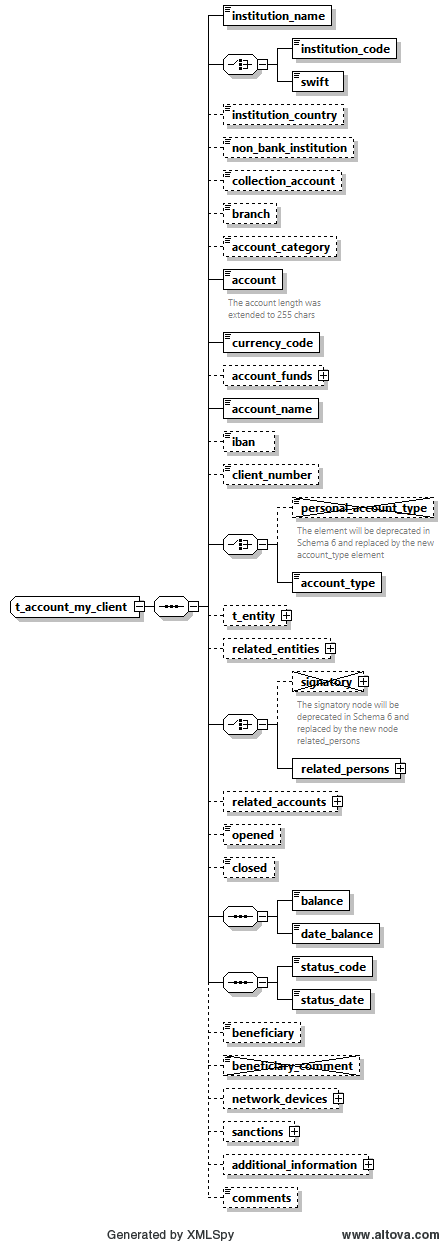 institution_name
institution_code
swift
institution_country
non_bank_institution
collection_account
branch
account_category
account
The account length was
extended to 255 chars
currency_code
account_funds
account_name
iban
client_number
personal_account_type
The element will be deprecated in
Schema 6 and replaced by the new
account_type element
account_type
t_account_my_client
t_entity
related_entities
signatory
The signatory node will be
deprecated in Schema 6 and
replaced by the new node
related_persons
related_persons
related_accounts
opened
closed
balance
date_balance
status_code
status_date
beneficiary
beneficiary_comment
network_devices
sanctions
additional_information
comments
Generated by XMLSpy www.altova.com